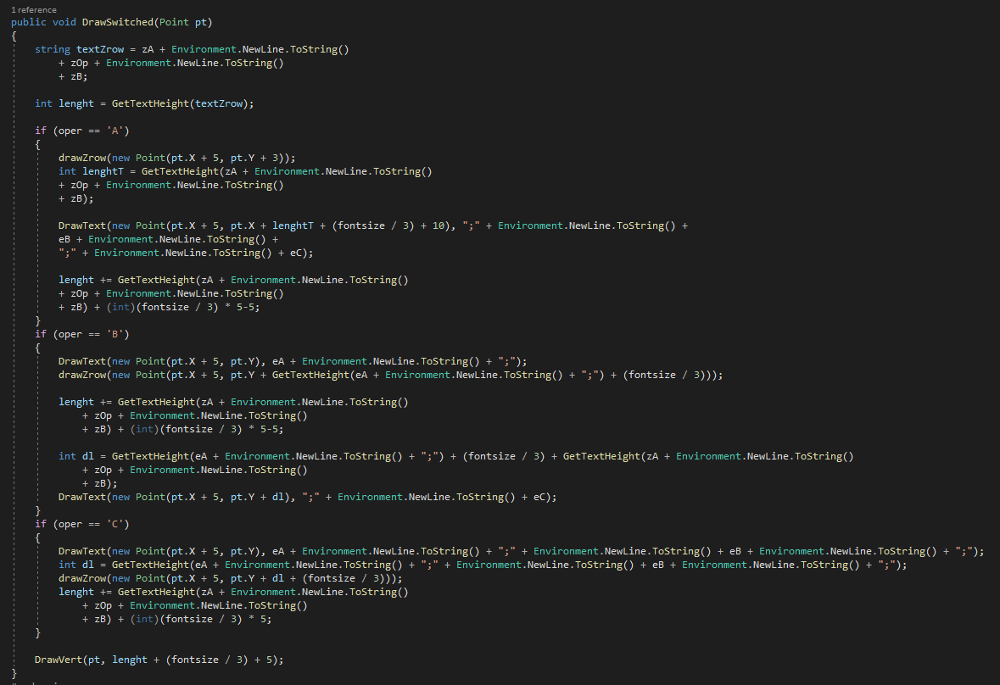 1 reference
public void DrawSwitched(Point pt)
{
string textZrow = zA + Environment.NewLine.ToString()
+ zOp + Environment.NewLine.ToString()
+ zB;
int lenght = GetTextHeight(textZrow);
if (oper == 'A')
{
drawZrow(new Point(pt.X + 5, pt.Y + 3));
int lenghtT = GetTextHeight(zA + Environment.NewLine.ToString()
+ zOp + Environment.NewLine.ToString()
+ zB);
DrawText(new Point(pt.X + 5, pt.X + lenghtT + (fontsize / 3) + 10), ";" + Environment.NewLine.ToString() +
eB + Environment.NewLine.ToString() +
";" + Environment.NewLine.ToString() + eC);
lenght += GetTextHeight(zA + Environment.NewLine.ToString()
+ zOp + Environment.NewLine.ToString()
+ zB) + (int)(fontsize / 3) * 5-5;
}
if (oper == 'B')
{
DrawText(new Point(pt.X + 5, pt.Y), eA + Environment.NewLine.ToString() + ";");
drawZrow(new Point(pt.X + 5, pt.Y + GetTextHeight(eA + Environment.NewLine.ToString() + ";") + (fontsize / 3)));
lenght += GetTextHeight(zA + Environment.NewLine.ToString()
+ zOp + Environment.NewLine.ToString()
+ zB) + (int)(fontsize / 3) * 5-5;
int dl = GetTextHeight(eA + Environment.NewLine.ToString() + ";") + (fontsize / 3) + GetTextHeight(zA + Environment.NewLine.ToString()
+ zOp + Environment.NewLine.ToString()
+ zB);
DrawText(new Point(pt.X + 5, pt.Y + dl), ";" + Environment.NewLine.ToString() + eC);
}
if (oper == 'C')
{
DrawText(new Point(pt.X + 5, pt.Y), eA + Environment.NewLine.ToString() + ";" + Environment.NewLine.ToString() + eB + Environment.NewLine.ToString() + ";");
int dl = GetTextHeight(eA + Environment.NewLine.ToString() + ";" + Environment.NewLine.ToString() + eB + Environment.NewLine.ToString() + ";");
drawZrow(new Point(pt.X + 5, pt.Y + dl + (fontsize / 3)));
lenght += GetTextHeight(zA + Environment.NewLine.ToString()
+ zOp + Environment.NewLine.ToString()
+ zB) + (int)(fontsize / 3) * 5;
}
DrawVert(pt, lenght + (fontsize / 3) + 5);
}